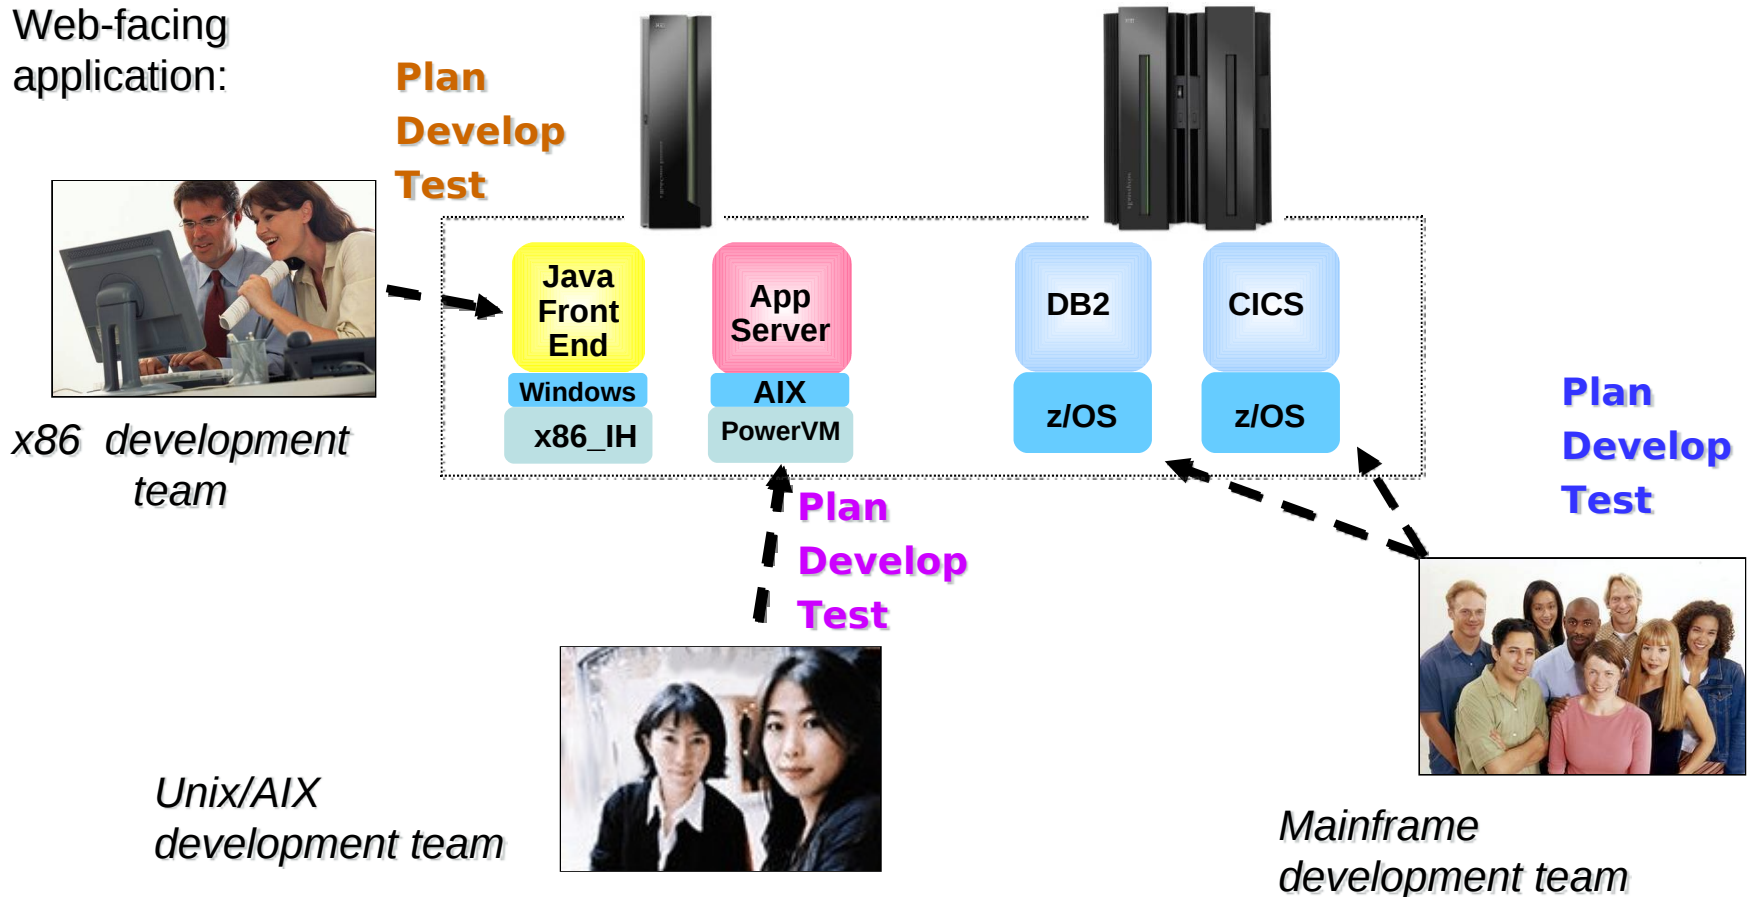 Web-facing
application:
Plan
Develop
Test
Java
Front
End
Windows
x86_IH
App
Server
AIX
PowerVM
DB2
z/OS
CICS
z/OS
x86 development
team
Plan
Develop
Test
Plan
Develop
Test
Unix/AIX
development team
Mainframe
development team